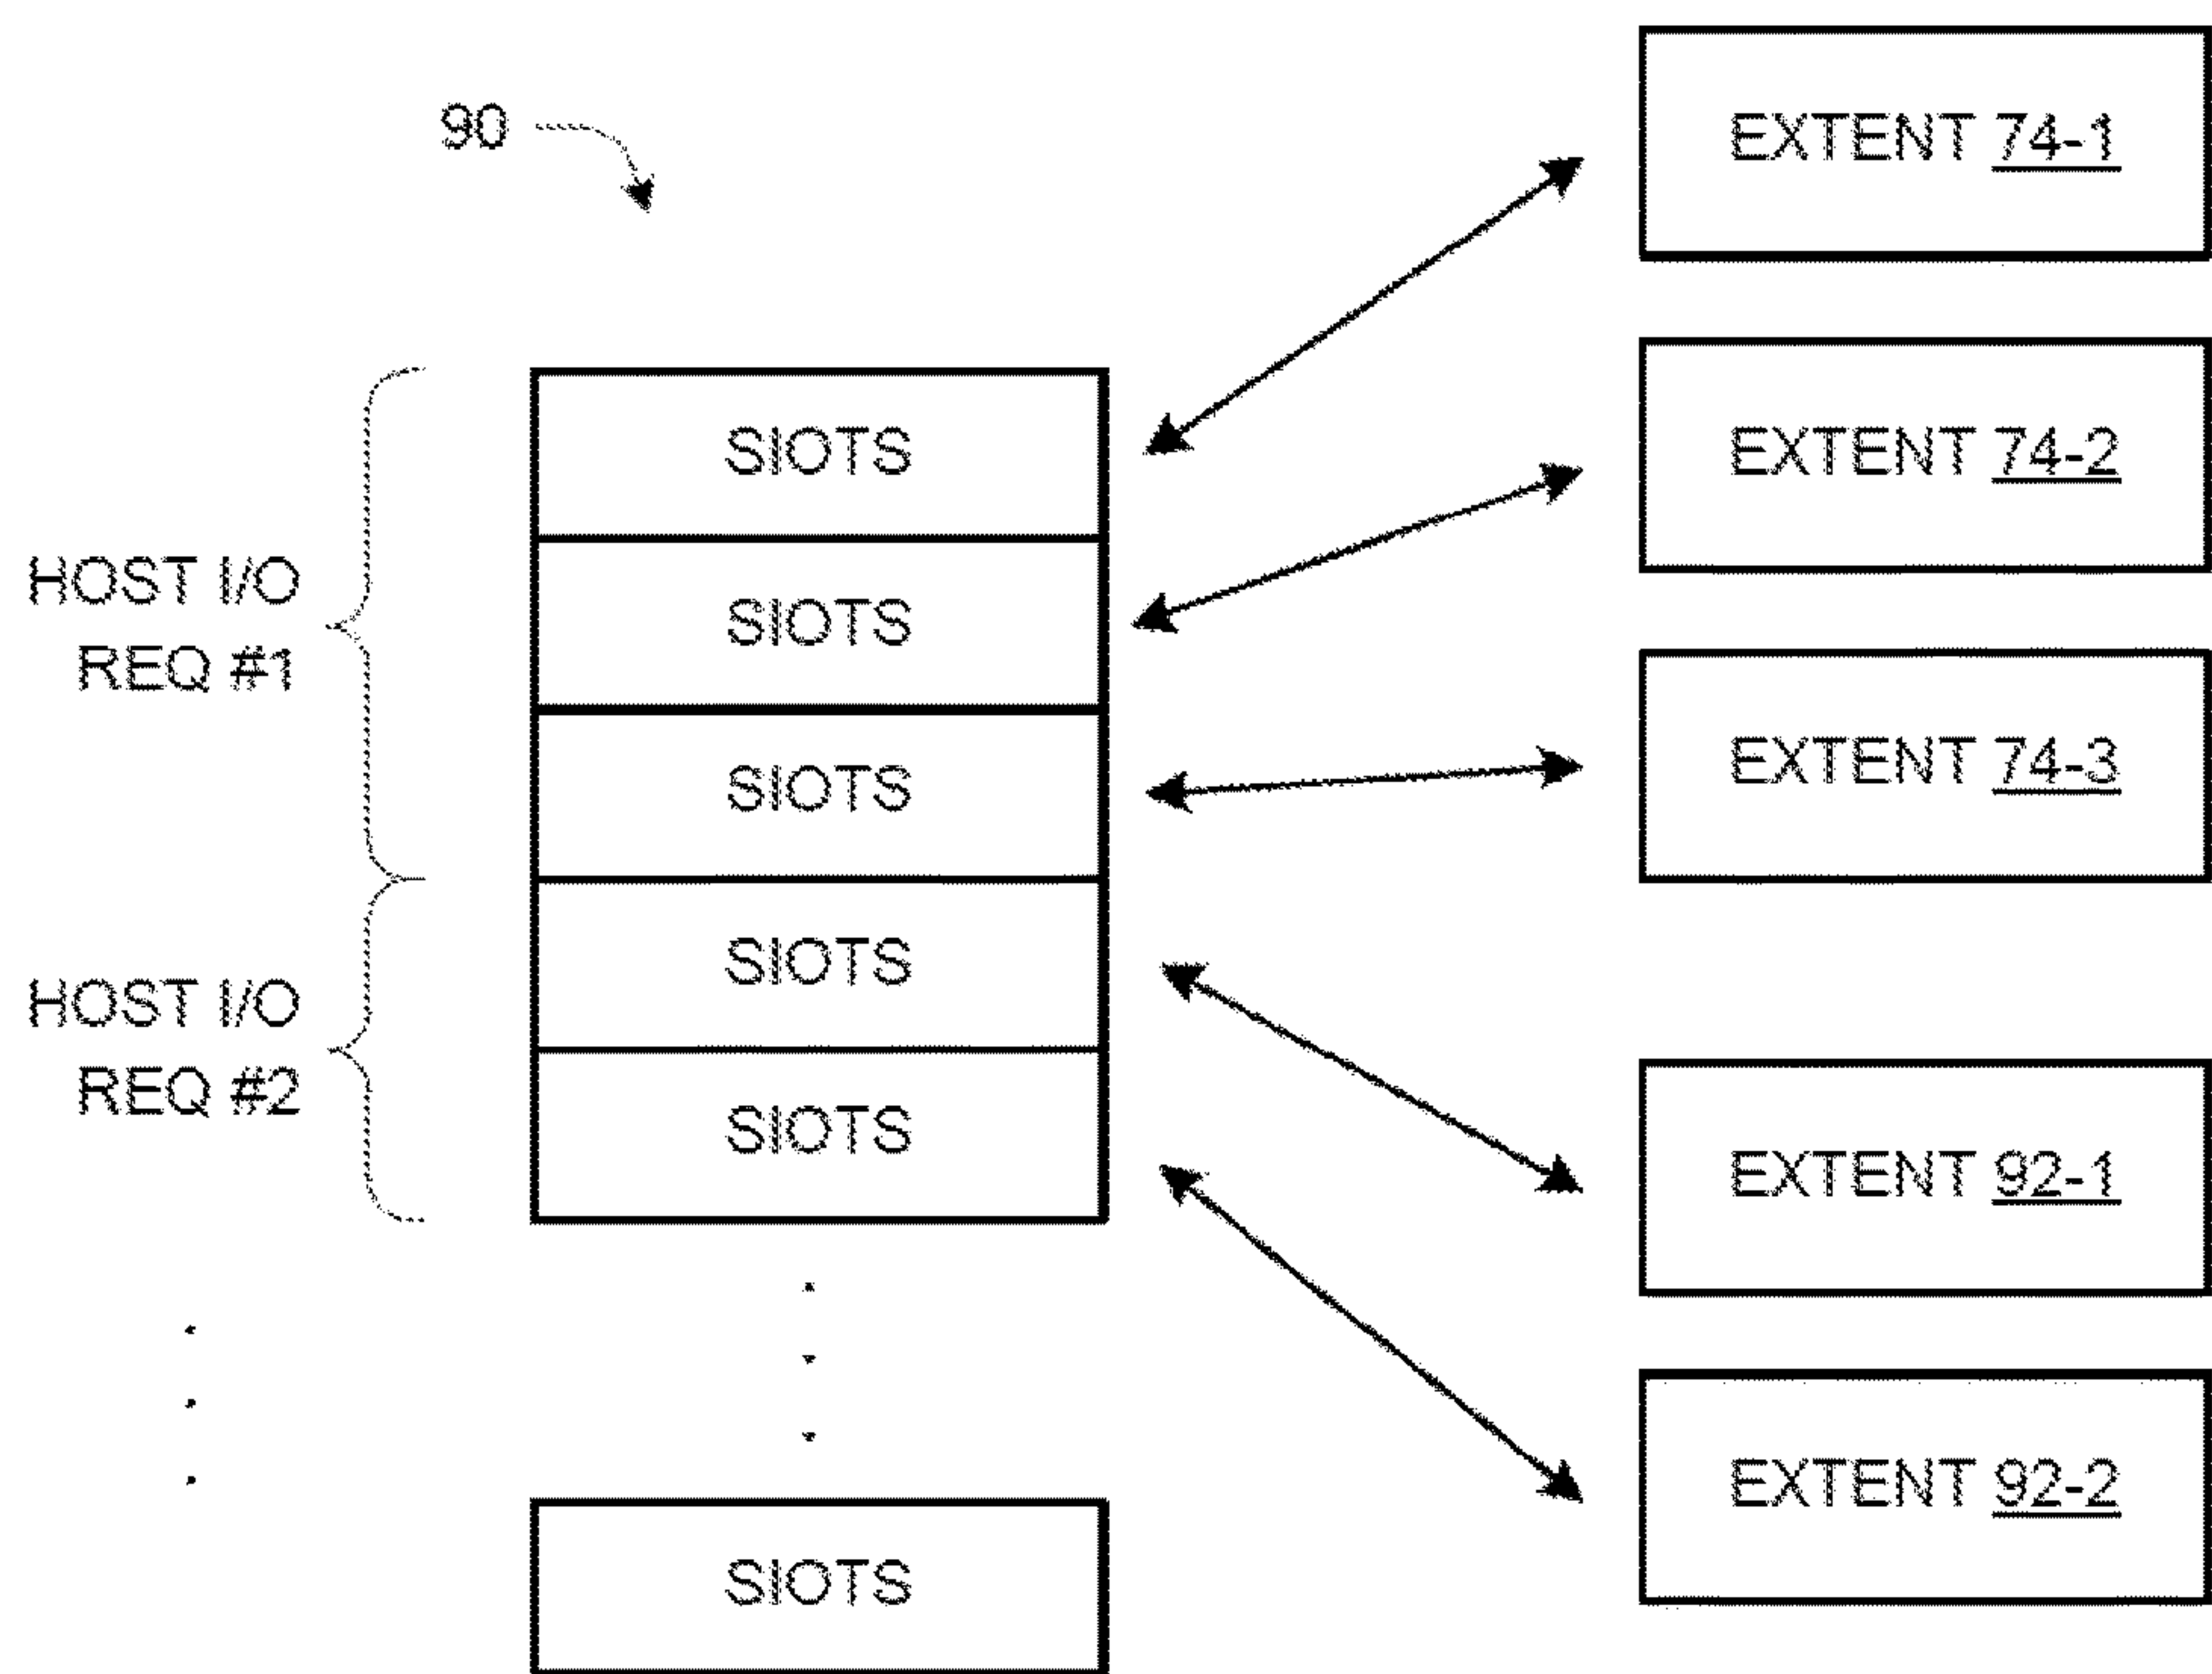 90
HOST I/O
REQ #1
HOST I/O
REQ #2
SIOTS
SIOTS
SIOTS
SIOTS
SIOTS
SIOTS
EXTENT 74-1
EXTENT 74-2
EXTENT 74-3
EXTENT 92-1
EXTENT 92-2